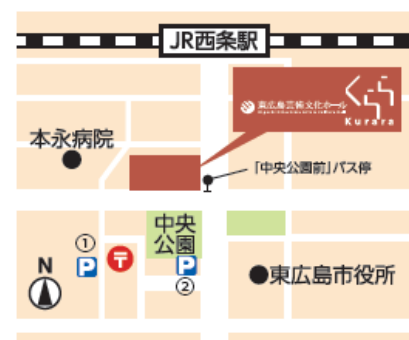 JR西条駅
東広島芸術文化ホール
くらら
Kurara
本永病院
「中央公園前」バス停
中央
公園
①
P
〒
P
②
N
●東広島市役所